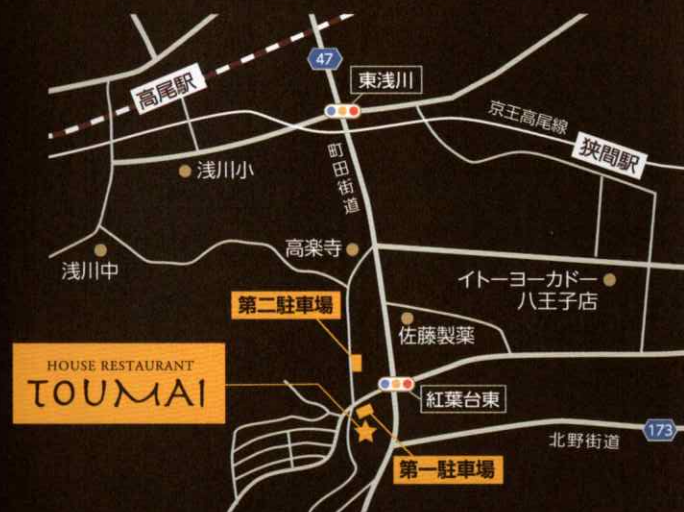 47
東浅川
高尾駅
京王高尾線
狭間駅
町田街道
浅川小
浅川中
高楽寺
イトーヨーカドー
八王子店
第二駐車場
佐藤製薬
HOUSE RESTAURANT
TOUMAI
紅葉台東
北野街道
173
第一駐車場